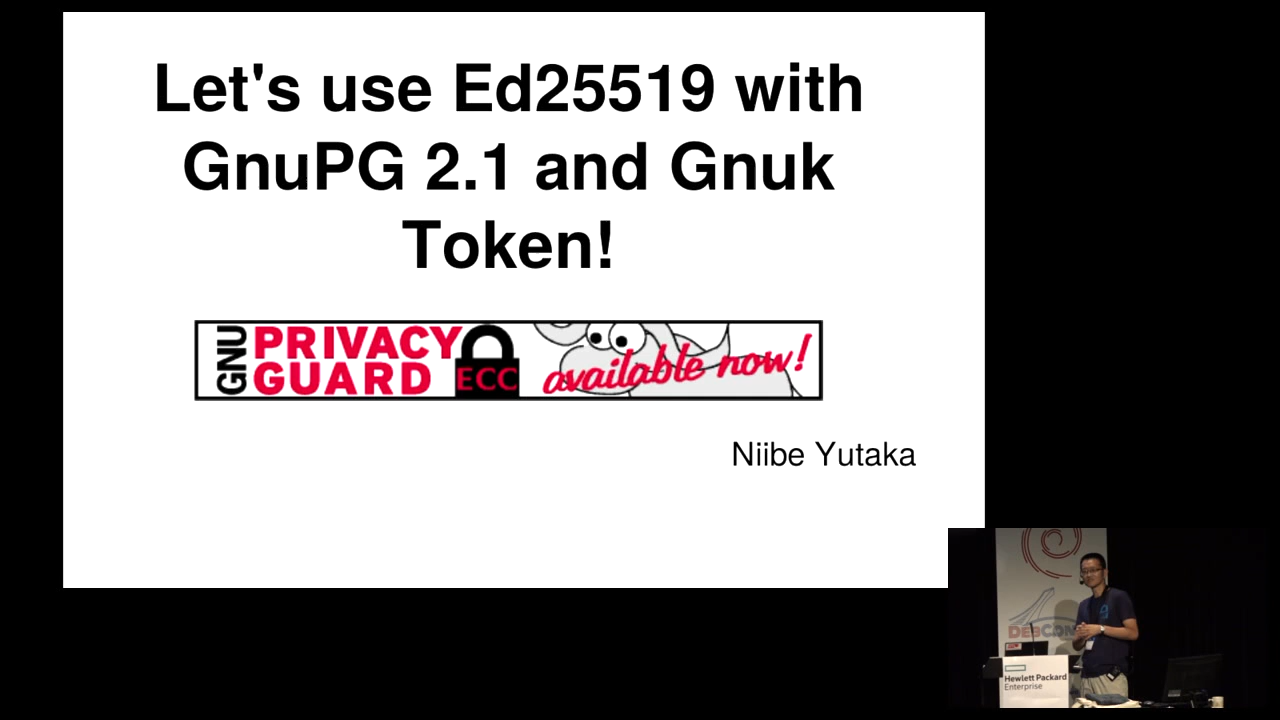 Let's use Ed25519 with
GnuPG 2.1 and Gnuk
Token!
GNU
PRIVACY
GUARD
ECC
available now!
Niibe Yutaka
DEBCON
Hewlett Packard
Enterprise